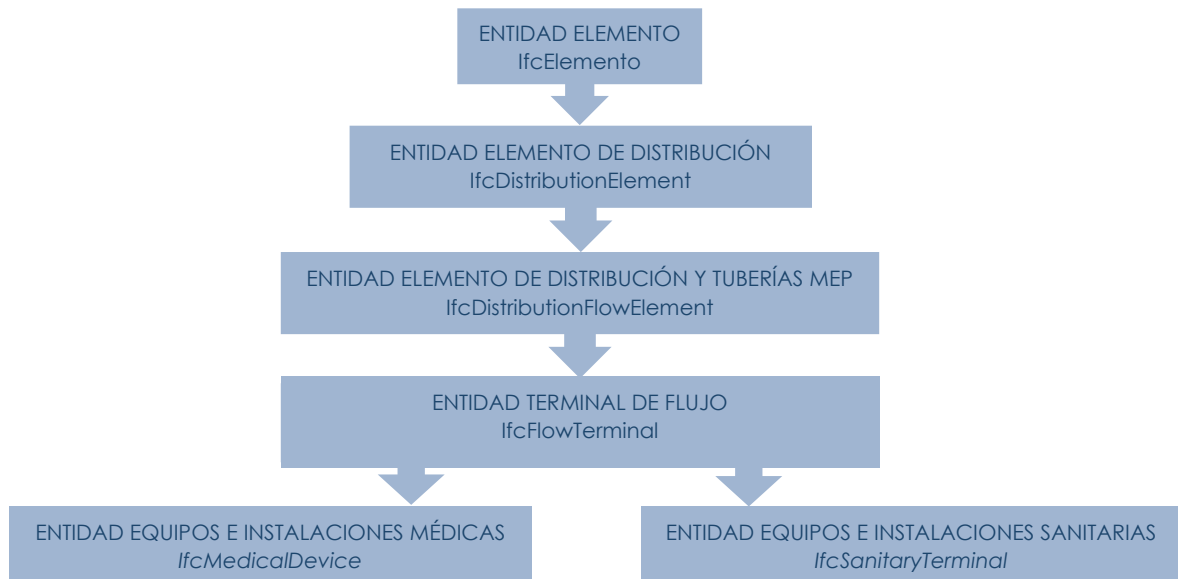 ENTIDAD ELEMENTO
IfcElemento
ENTIDAD ELEMENTO DE DISTRIBUCIÓN
IfcDistributionElement
ENTIDAD ELEMENTO DE DISTRIBUCIÓN Y TUBERÍAS MEP
IfcDistributionFlowElement
ENTIDAD TERMINAL DE FLUJO
IfcFlowTerminal
ENTIDAD EQUIPOS E INSTALACIONES MÉDICAS
IfcMedicalDevice
ENTIDAD EQUIPOS E INSTALACIONES SANITARIAS
IfcSanitaryTerminal